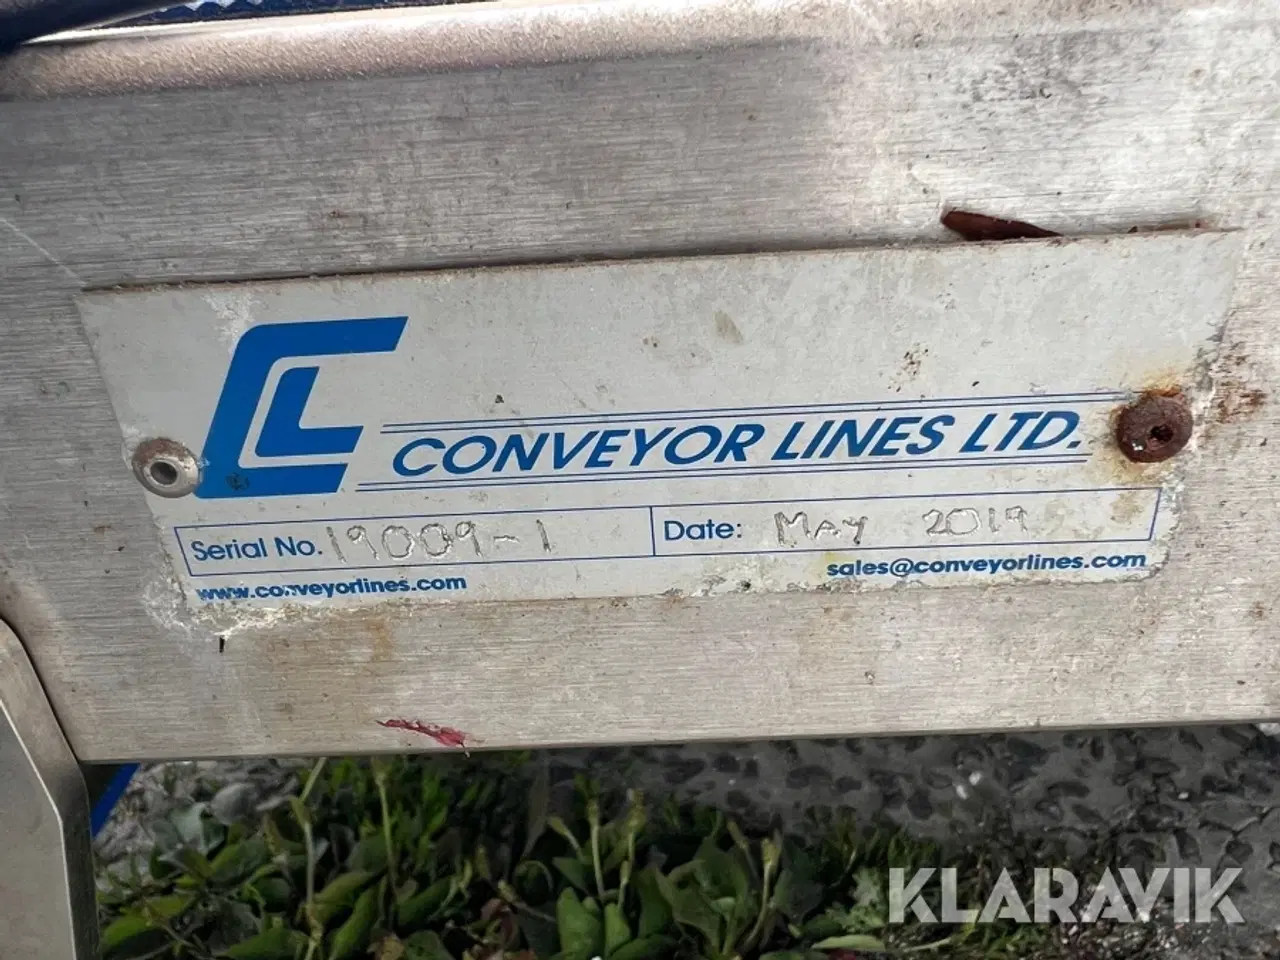 CL
CONVEYOR LINES LTD.
Serial No. 19009-1 Date: MAY 2019
www.conveyorlines.com sales@conveyorlines.com
KLARAVIK